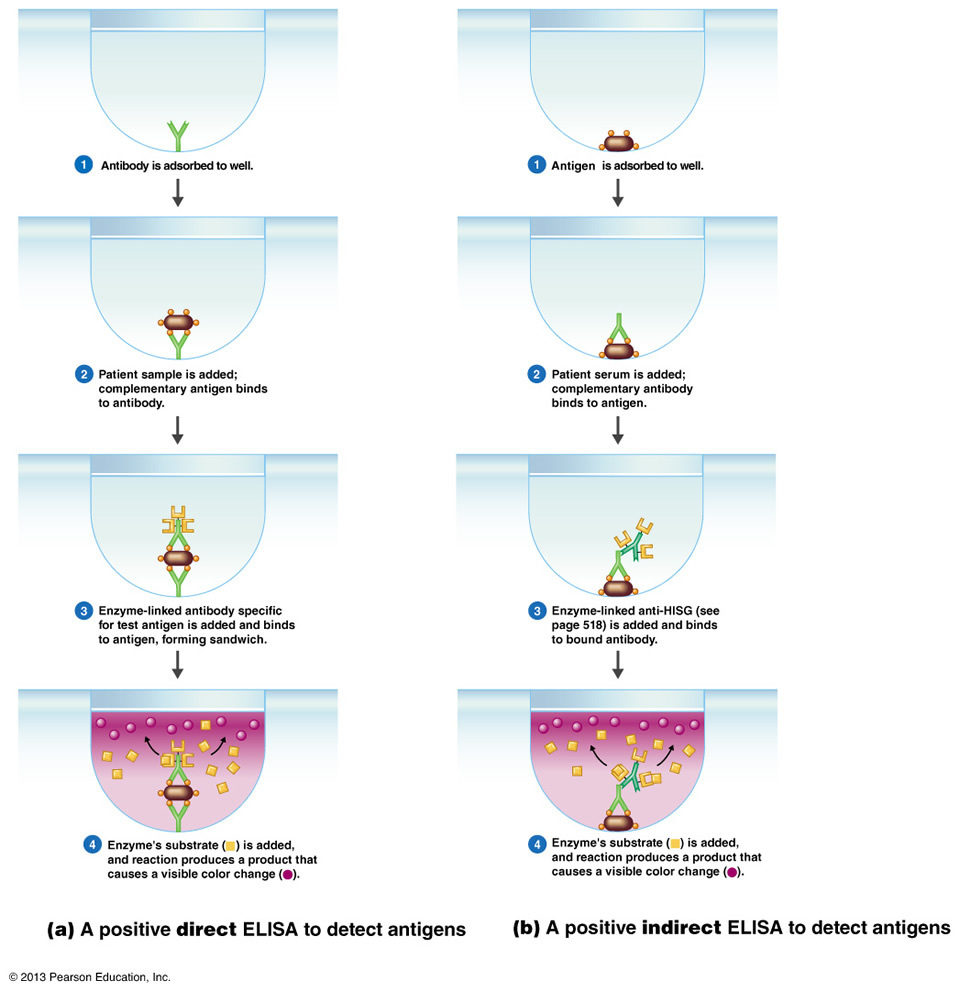 1 Antibody is adsorbed to well.
2 Patient sample is added;
complementary antigen binds
to antibody.
3 Enzyme-linked antibody specific
for test antigen is added and binds
to antigen, forming sandwich.
4 Enzyme's substrate ( ) is added,
and reaction produces a product that
causes a visible color change ( ).
(a) A positive direct ELISA to detect antigens
1 Antigen is adsorbed to well.
2 Patient serum is added;
complementary antibody
binds to antigen.
3 Enzyme-linked anti-HISG (see
page 518) is added and binds
to bound antibody.
4 Enzyme's substrate ( ) is added,
and reaction produces a product that
causes a visible color change ( ).
(b) A positive indirect ELISA to detect antigens
© 2013 Pearson Education, Inc.